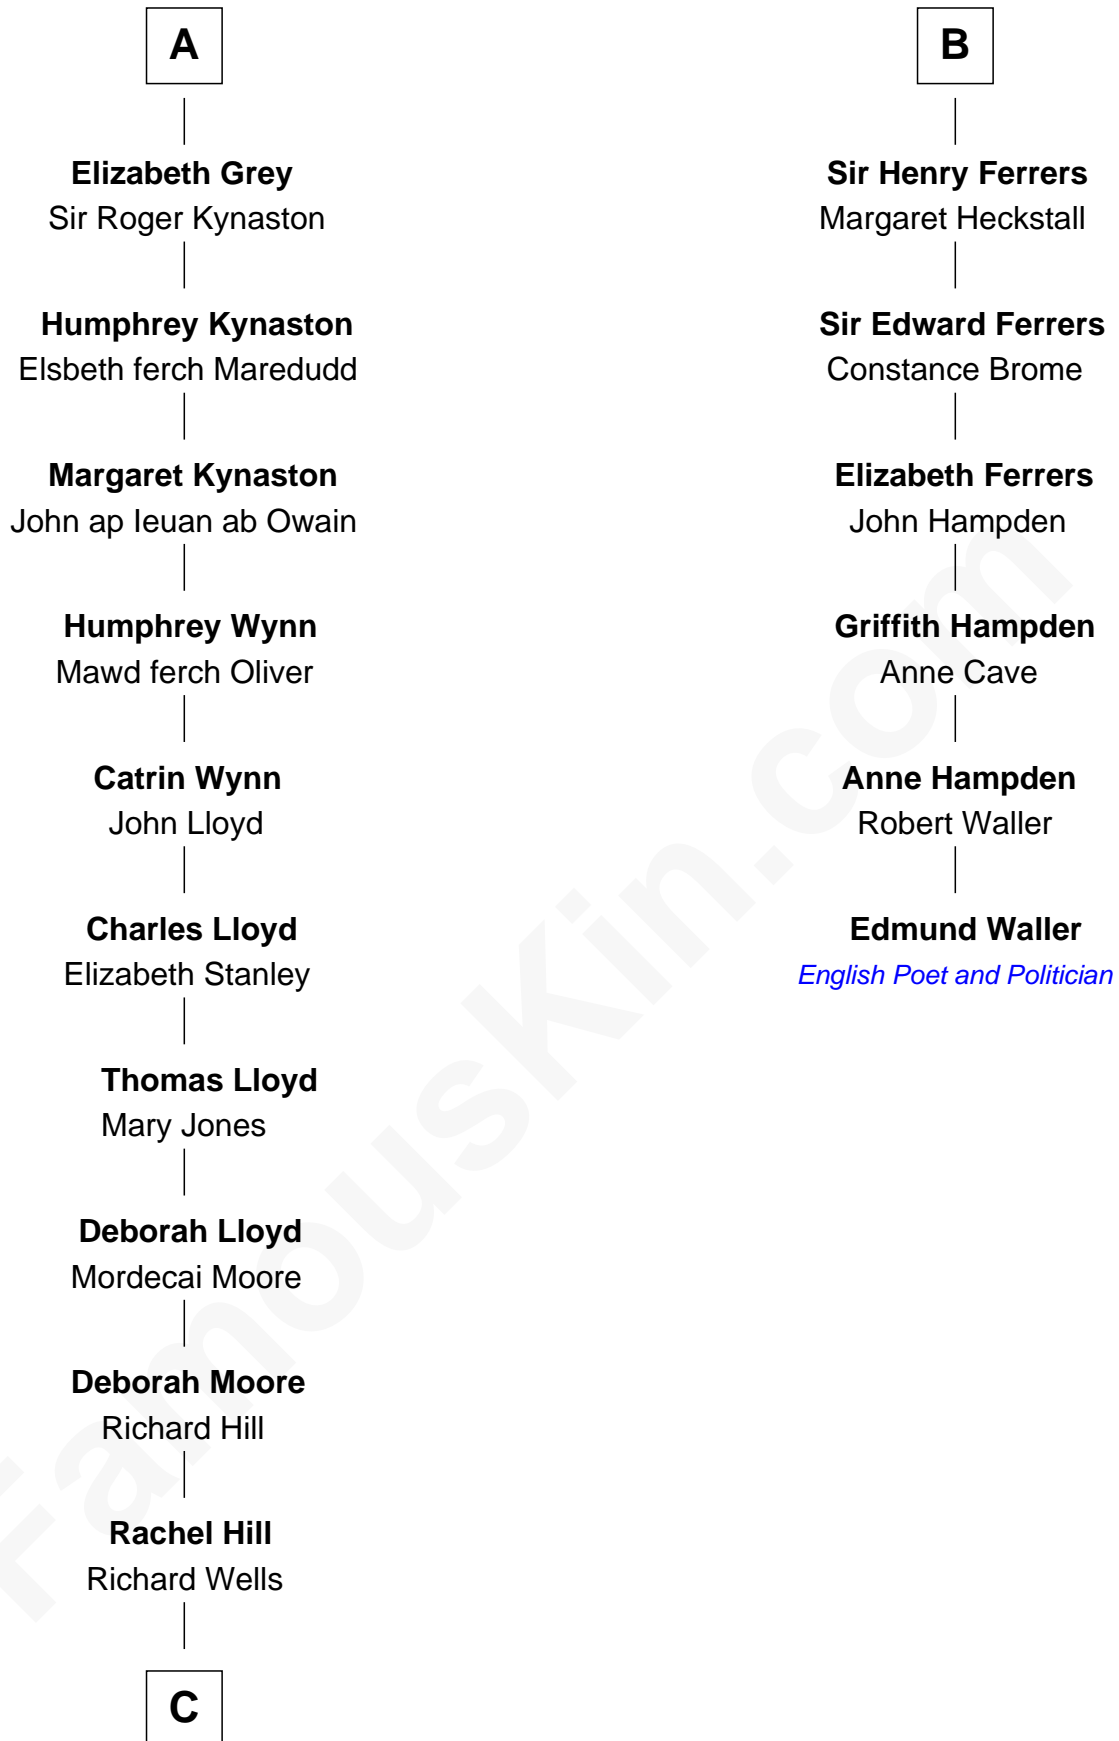 A
Elizabeth Grey
Sir Roger Kynaston
Humphrey Kynaston
Elsbeth ferch Maredudd
Margaret Kynaston
John ap Ieuan ab Owain
Humphrey Wynn
Mawd ferch Oliver
Catrin Wynn
John Lloyd
Charles Lloyd
Elizabeth Stanley
Thomas Lloyd
Mary Jones
Deborah Lloyd
Mordecai Moore
Deborah Moore
Richard Hill
Rachel Hill
Richard Wells
C
B
Sir Henry Ferrers
Margaret Heckstall
Sir Edward Ferrers
Constance Brome
Elizabeth Ferrers
John Hampden
Griffith Hampden
Anne Cave
Anne Hampden
Robert Waller
Edmund Waller
English Poet and Politician
FamousKin.com